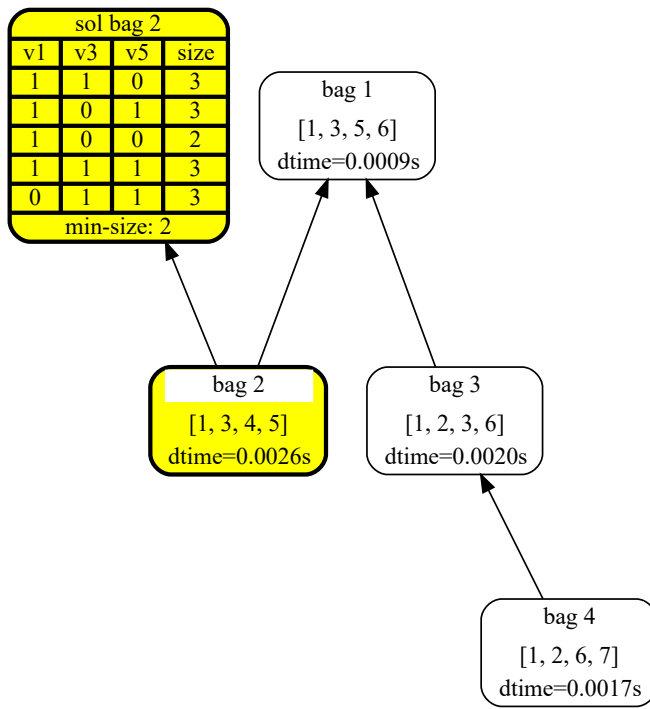 sol bag 2
v1 v3 v5 size
1 1 0 3
1 0 1 3
1 0 0 2
1 1 1 3
0 1 1 3
min-size: 2
bag 1
[1, 3, 5, 6]
dtime=0.0009s
bag 2
[1, 3, 4, 5]
dtime=0.0026s
bag 3
[1, 2, 3, 6]
dtime=0.0020s
bag 4
[1, 2, 6, 7]
dtime=0.0017s